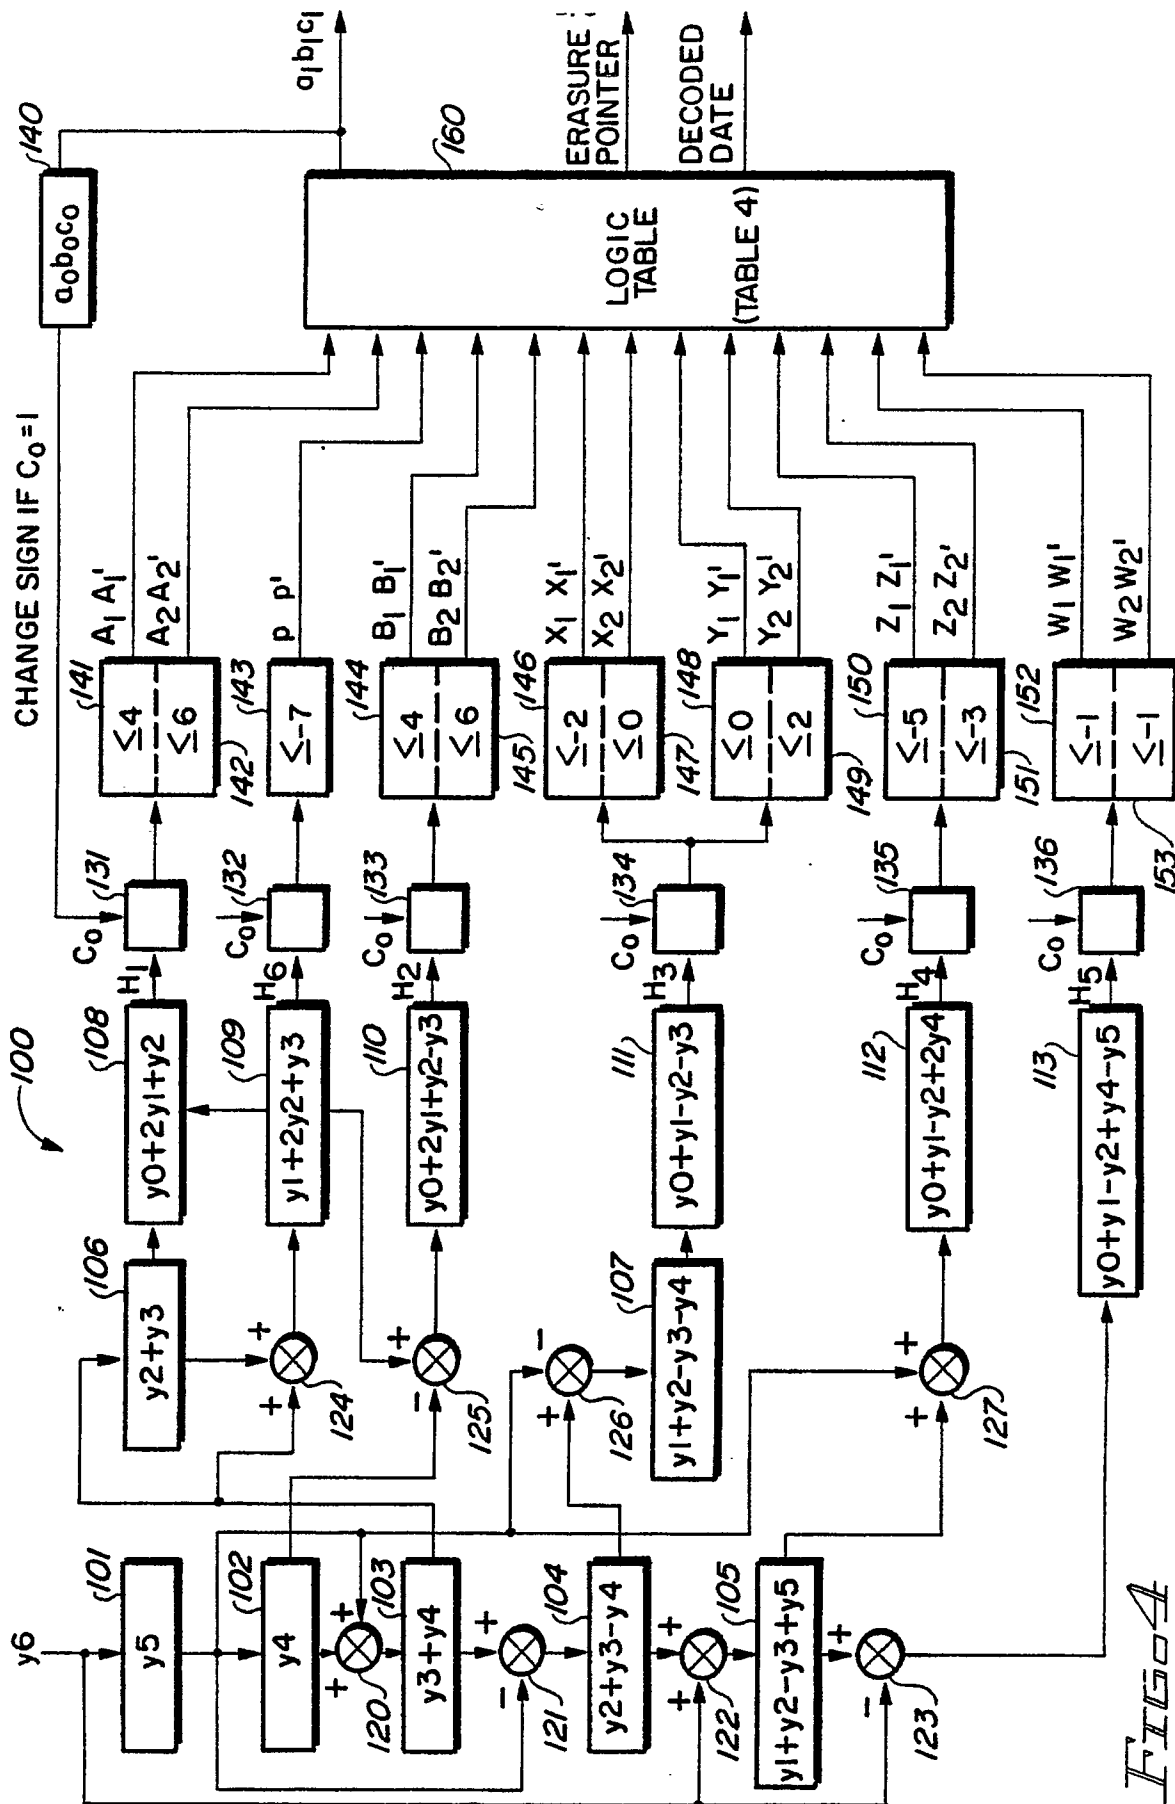 y6
101
y5
102
y4
+
+
120
103
y3+y4
+
-
121
104
y2+y3-y4
+
+
122
105
y1+y2-y3+y5
+
-
123
106
y2+y3
+
+
124
+
-
125
-
+
126
107
y1+y2-y3-y4
+
+
127
100
108
y0+2y1+y2
109
y1+2y2+y3
110
y0+2y1+y2-y3
111
y0+y1-y2-y3
112
y0+y1-y2+2y4
113
y0+y1-y2+y4-y5
H1
H6
H2
H3
H4
H5
C0
131
C0
132
C0
133
C0
134
C0
135
C0
136
CHANGE SIGN IF C0=1
141
≤4
≤6
142
143
≤-7
144
≤4
≤6
145
146
≤-2
≤0
147
148
≤0
≤2
149
150
≤-5
≤-3
151
152
≤-1
≤-1
153
A1 A1'
A2 A2'
p p'
B1 B1'
B2 B2'
X1 X1'
X2 X2'
Y1 Y1'
Y2 Y2'
Z1 Z1'
Z2 Z2'
W1 W1'
W2 W2'
140
a0b0c0
a1b1c1
160
LOGIC
TABLE
(TABLE 4)
ERASURE
POINTER
DECODED
DATE
FIG. 4